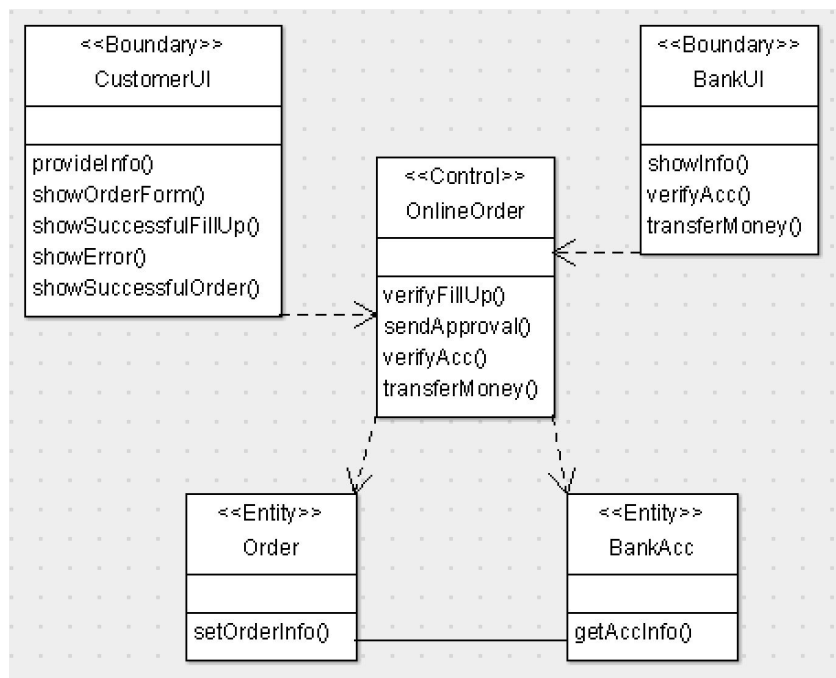 <<Boundary>>
CustomerUI
provideInfo()
showOrderForm()
showSuccessfulFillUp()
showError()
showSuccessfulOrder()
<<Boundary>>
BankUI
showInfo()
verifyAcc()
transferMoney()
<<Control>>
OnlineOrder
verifyFillUp()
sendApproval()
verifyAcc()
transferMoney()
<<Entity>>
Order
setOrderInfo()
<<Entity>>
BankAcc
getAccInfo()